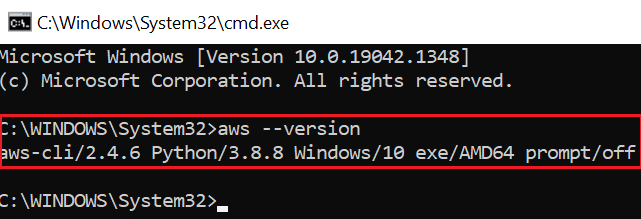 C:\Windows\System32\cmd.exe
Microsoft Windows [Version 10.0.19042.1348]
(c) Microsoft Corporation. All rights reserved.
C:\WINDOWS\System32>aws --version
aws-cli/2.4.6 Python/3.8.8 Windows/10 exe/AMD64 prompt/off
C:\WINDOWS\System32>